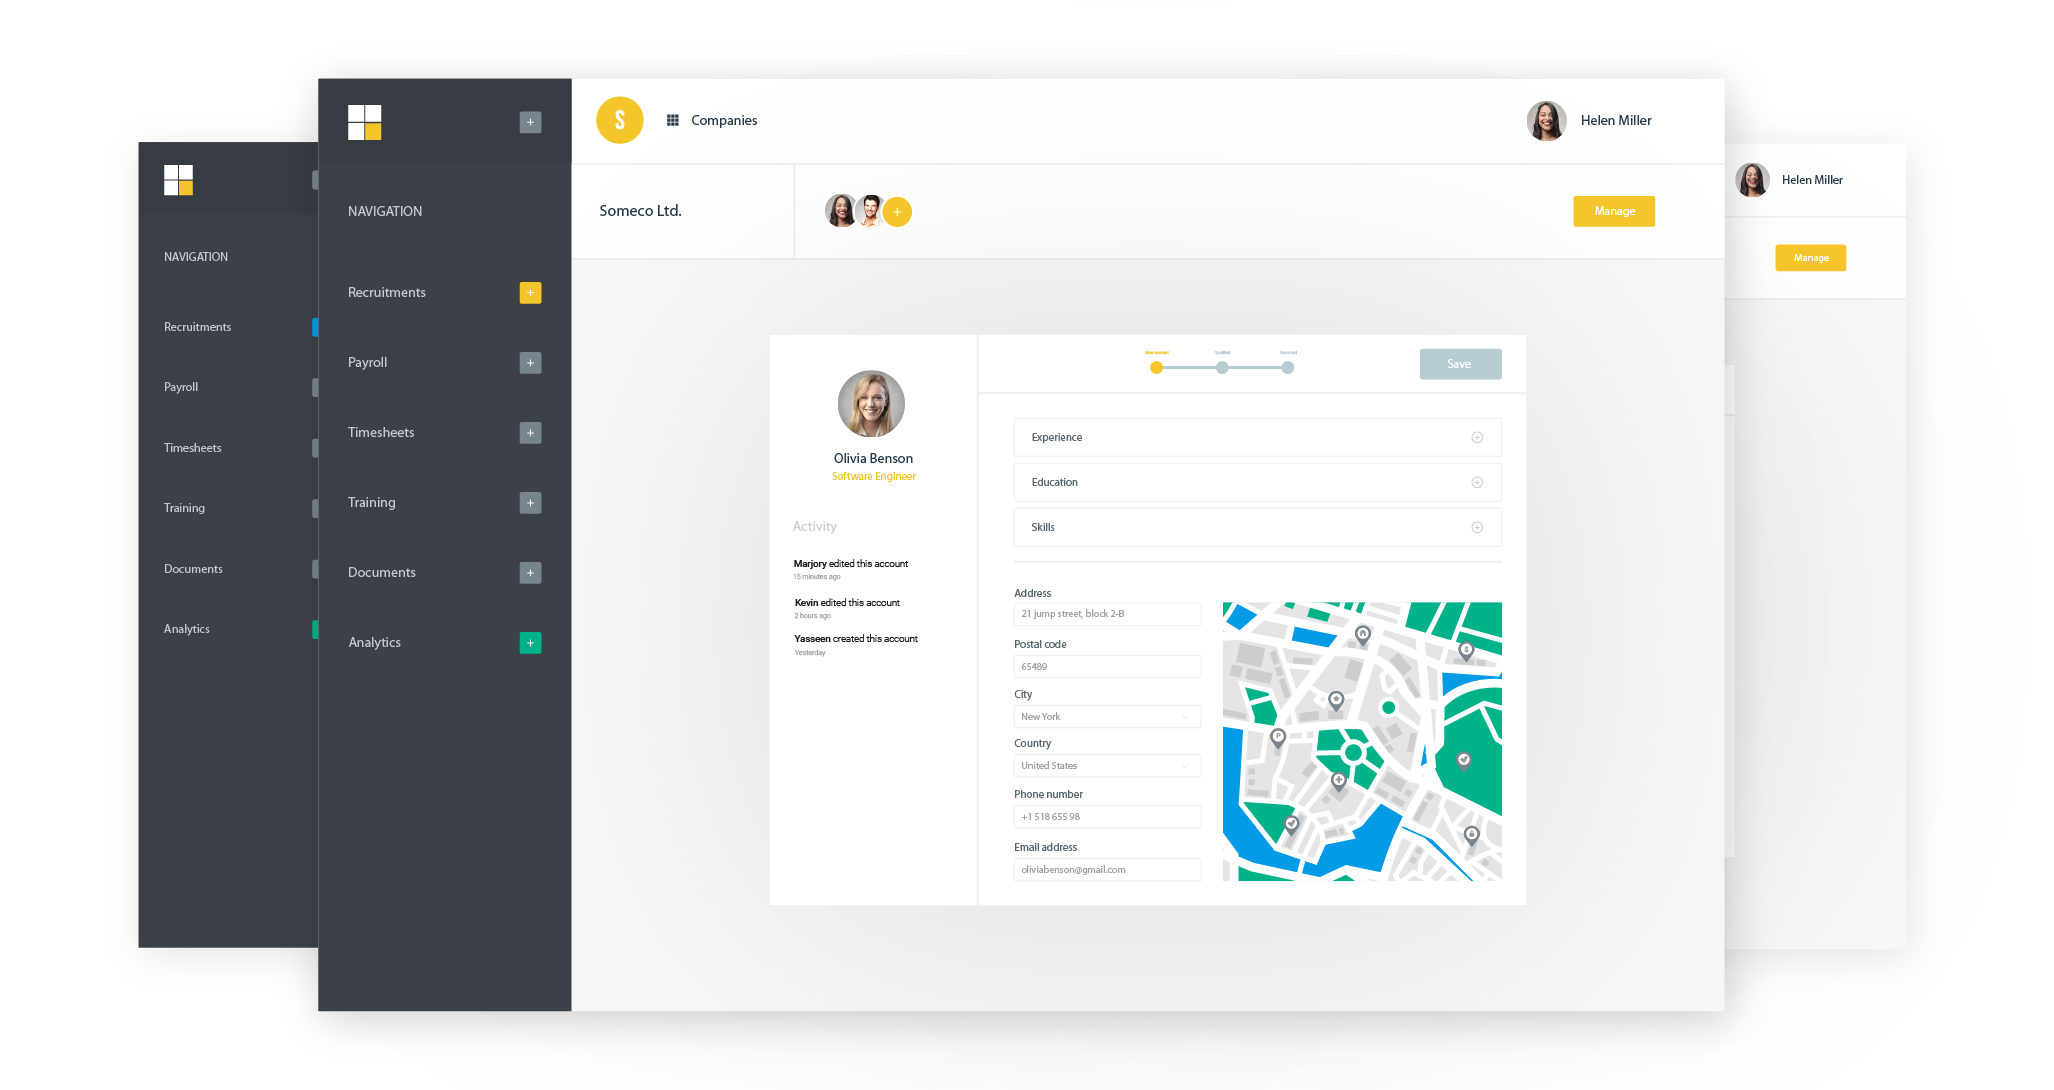 S
Companies
Helen Miller
NAVIGATION
Someco Ltd.
Manage
Recruitments
Payroll
Timesheets
Training
Documents
Analytics
New account
Qualified
Recruited
Save
Olivia Benson
Software Engineer
Activity
Marjory edited this account
15 minutes ago
Kevin edited this account
2 hours ago
Yasseen created this account
Yesterday
Experience
Education
Skills
Address
21 jump street, block 2-B
Postal code
65489
City
New York
Country
United States
Phone number
+1 518 655 98
Email address
oliviabenson@gmail.com
$
P
NAVIGATION
Recruitments
Payroll
Timesheets
Training
Documents
Analytics
Helen Miller
Manage